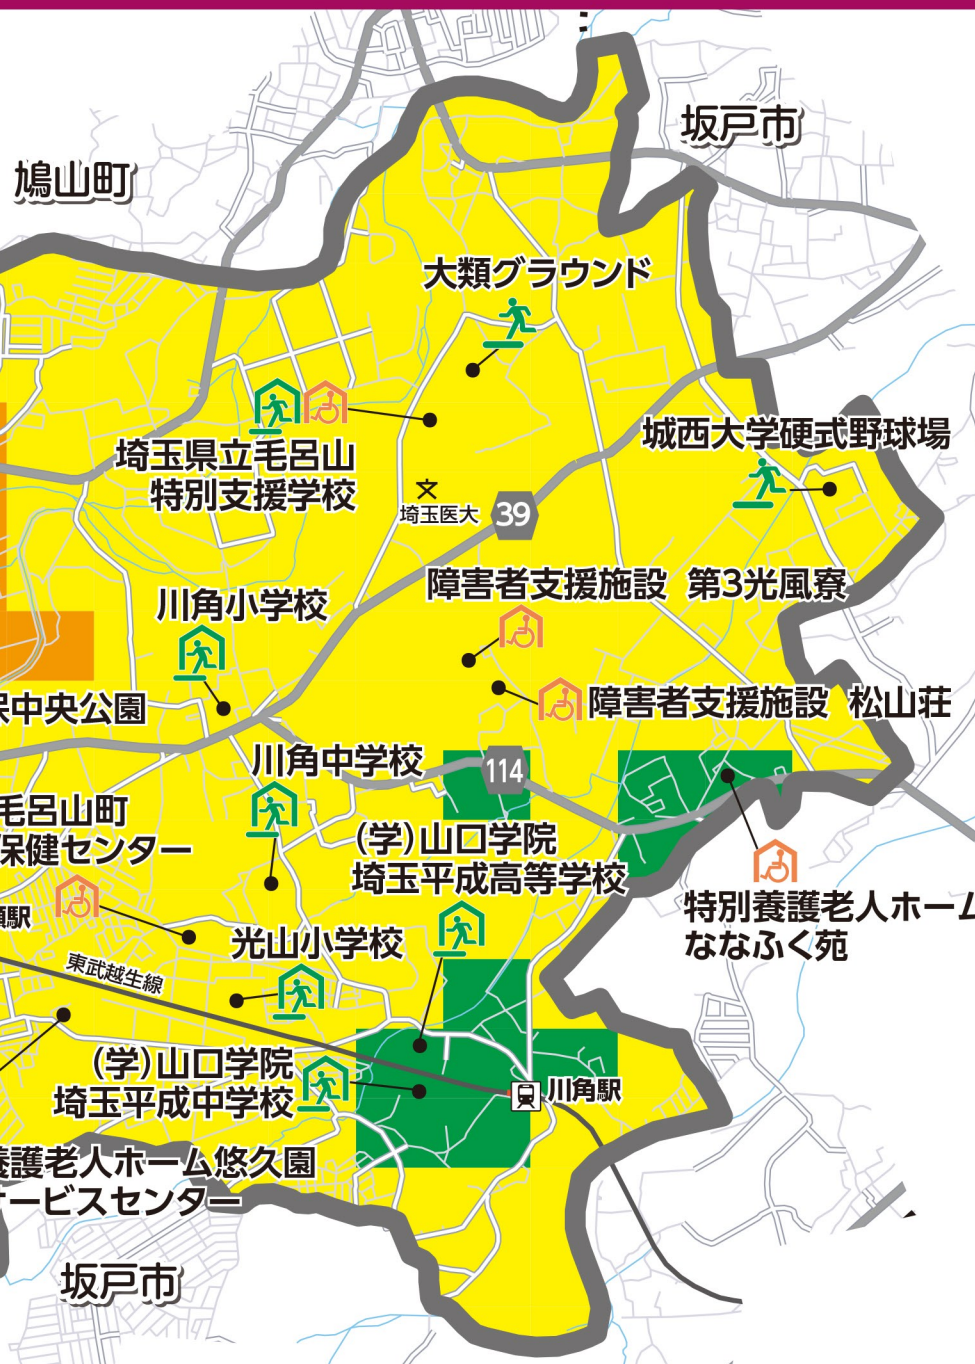 坂戸市
鳩山町
大類グラウンド
城西大学硬式野球場
埼玉県立毛呂山
特別支援学校
埼玉医大
39
障害者支援施設 第3光風寮
川角小学校
障害者支援施設 松山荘
中央公園
川角中学校
114
毛呂山町
保健センター
(学)山口学院
埼玉平成高等学校
特別養護老人ホーム
ななふく苑
駅
光山小学校
東武越生線
(学)山口学院
埼玉平成中学校
川角駅
養護老人ホーム悠久園
サービスセンター
坂戸市